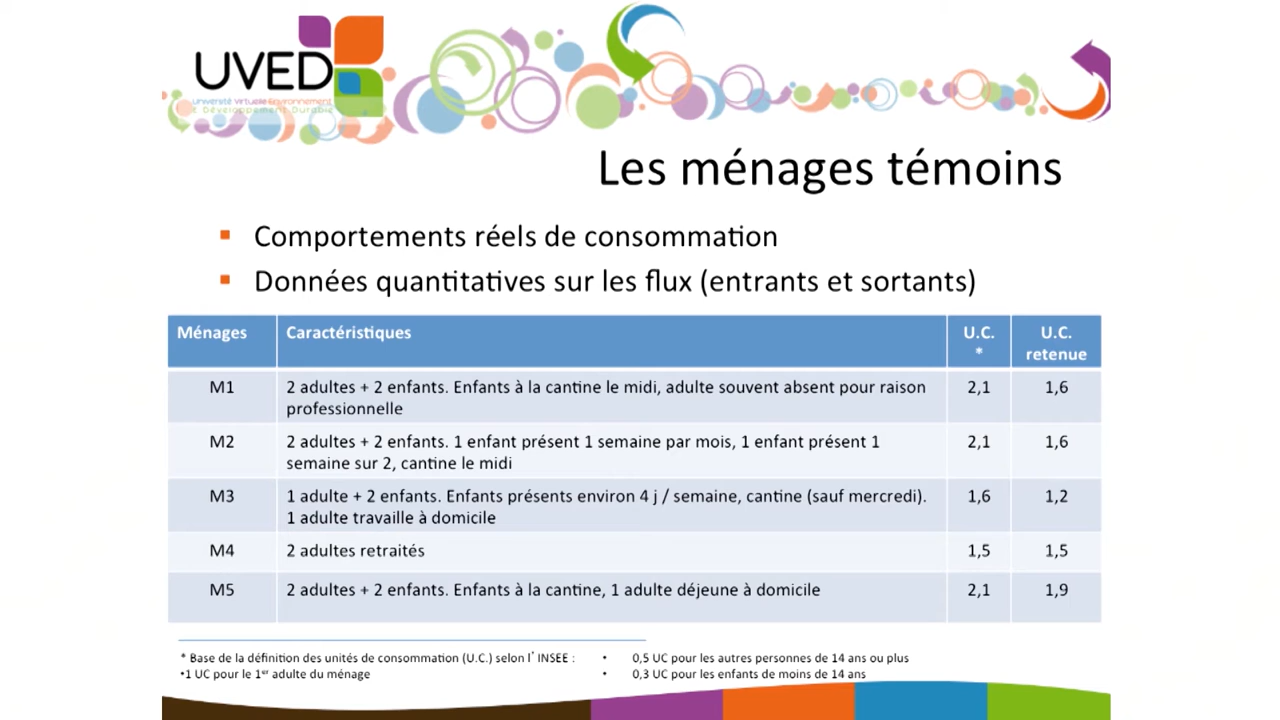 UVED
Université Virtuelle Environnement
& Développement Durable
Les ménages témoins
▪ Comportements réels de consommation
▪ Données quantitatives sur les flux (entrants et sortants)
Ménages Caractéristiques U.C. * U.C. retenue
M1 2 adultes + 2 enfants. Enfants à la cantine le midi, adulte souvent absent pour raison 2,1 1,6
professionnelle
M2 2 adultes + 2 enfants. 1 enfant présent 1 semaine par mois, 1 enfant présent 1 2,1 1,6
semaine sur 2, cantine le midi
M3 1 adulte + 2 enfants. Enfants présents environ 4 j / semaine, cantine (sauf mercredi). 1,6 1,2
1 adulte travaille à domicile
M4 2 adultes retraités 1,5 1,5
M5 2 adultes + 2 enfants. Enfants à la cantine, 1 adulte déjeune à domicile 2,1 1,9
* Base de la définition des unités de consommation (U.C.) selon l'INSEE :
•1 UC pour le 1er adulte du ménage
• 0,5 UC pour les autres personnes de 14 ans ou plus
• 0,3 UC pour les enfants de moins de 14 ans